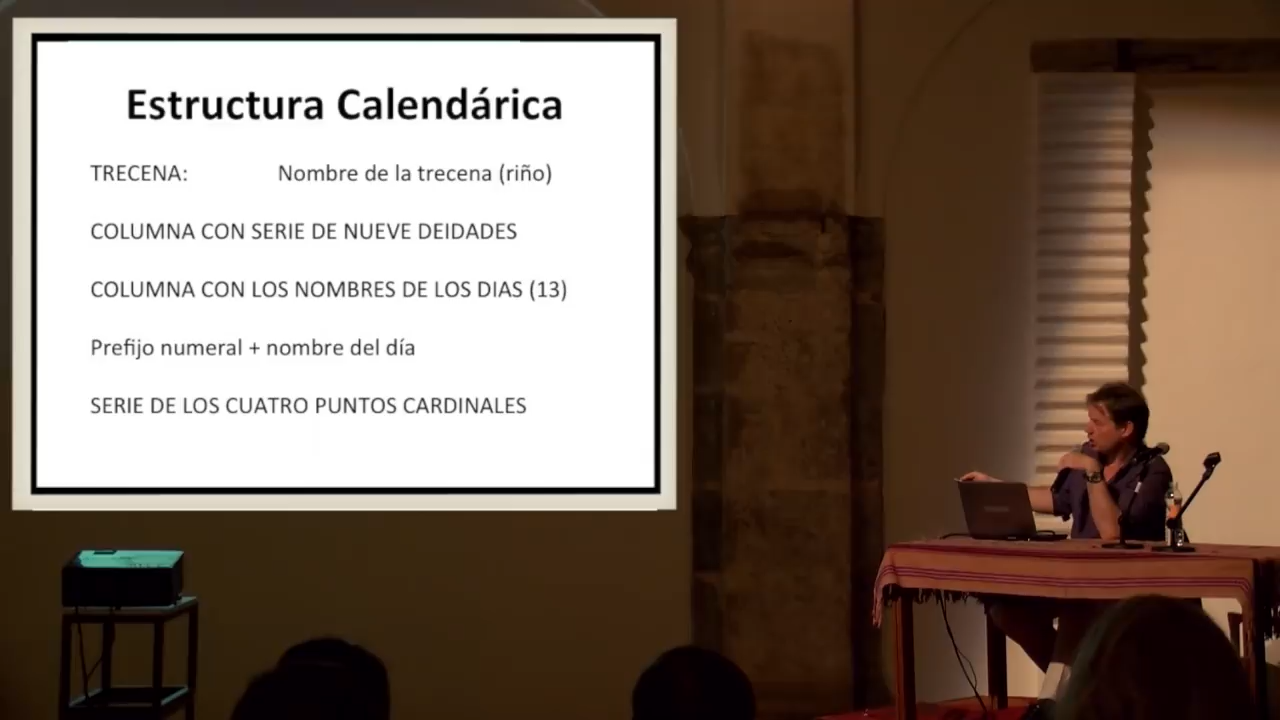 Estructura Calendárica
TRECENA: Nombre de la trecena (riño)
COLUMNA CON SERIE DE NUEVE DEIDADES
COLUMNA CON LOS NOMBRES DE LOS DIAS (13)
Prefijo numeral + nombre del día
SERIE DE LOS CUATRO PUNTOS CARDINALES